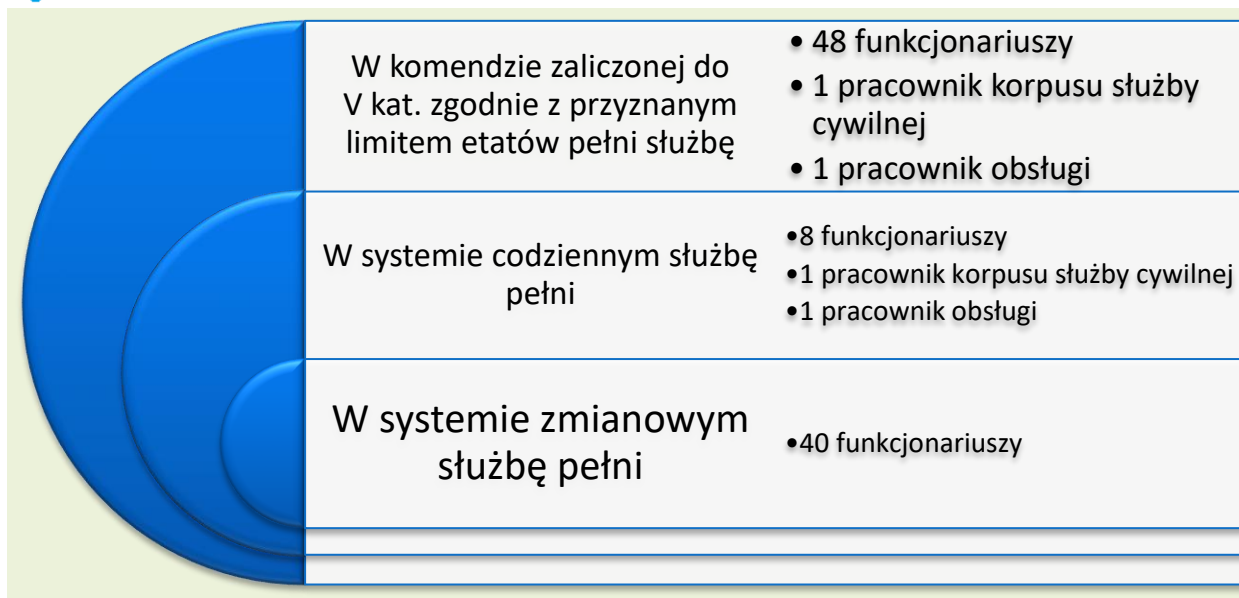 W komendzie zaliczonej do
V kat. zgodnie z przyznanym
limitem etatów pełni służbę
• 48 funkcjonariuszy
• 1 pracownik korpusu służby
cywilnej
• 1 pracownik obsługi
W systemie codziennym służbę
pełni
•8 funkcjonariuszy
•1 pracownik korpusu służby cywilnej
•1 pracownik obsługi
W systemie zmianowym
służbę pełni
•40 funkcjonariuszy